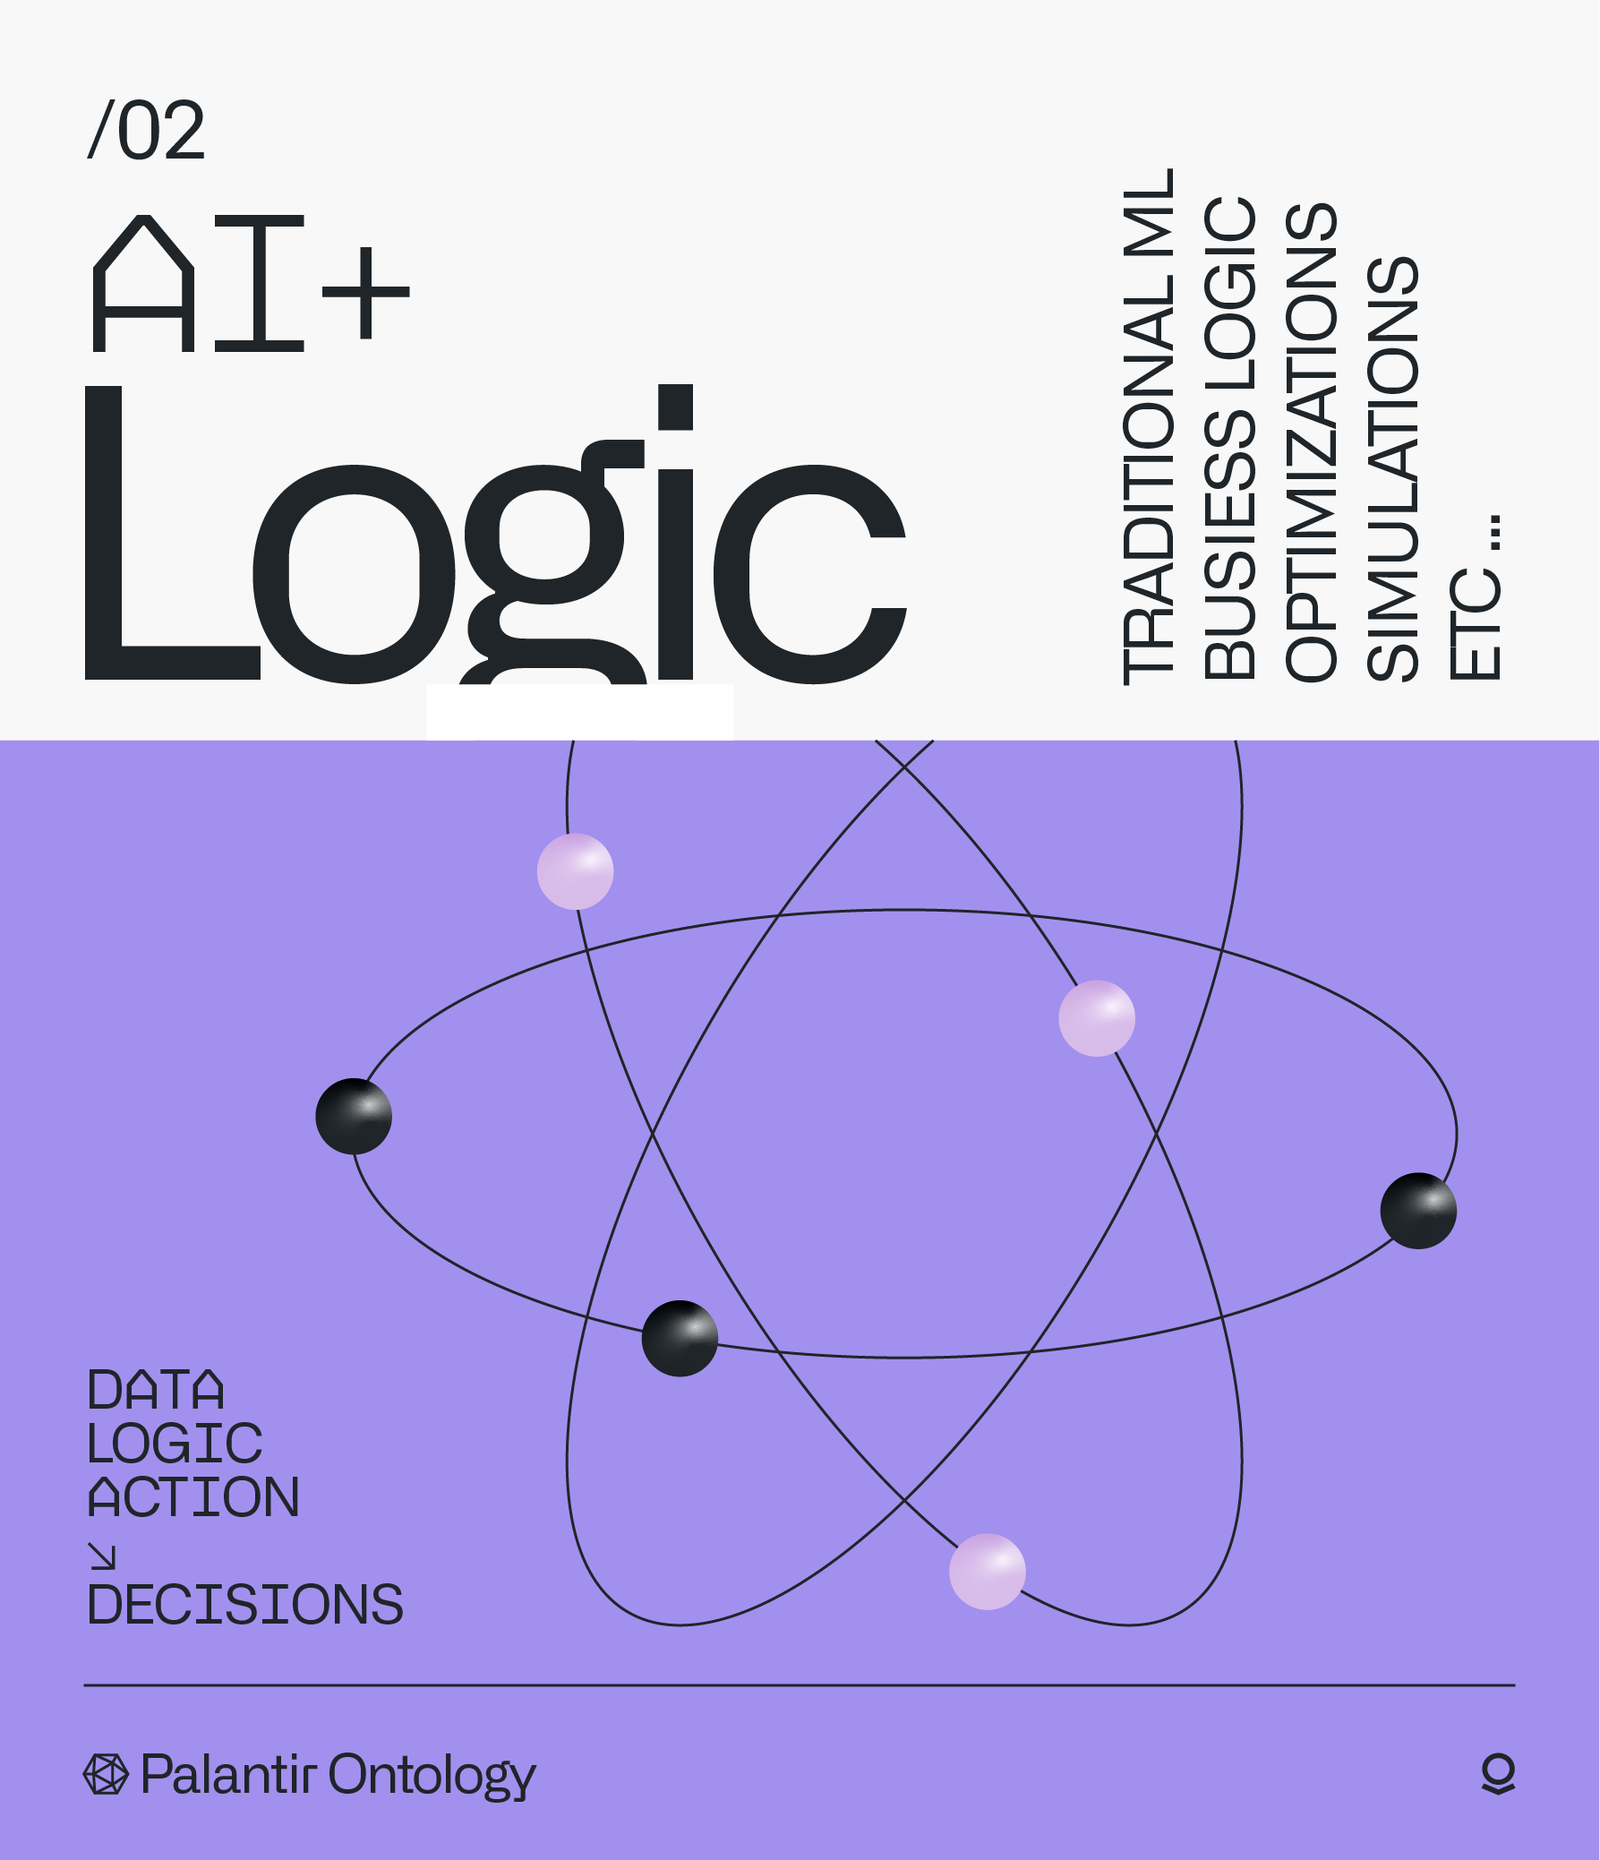 /02
AI+
Logic
TRADITIONAL ML
BUSIESS LOGIC
OPTIMIZATIONS
SIMULATIONS
ETC ...
DATA
LOGIC
ACTION
↘
DECISIONS
Palantir Ontology